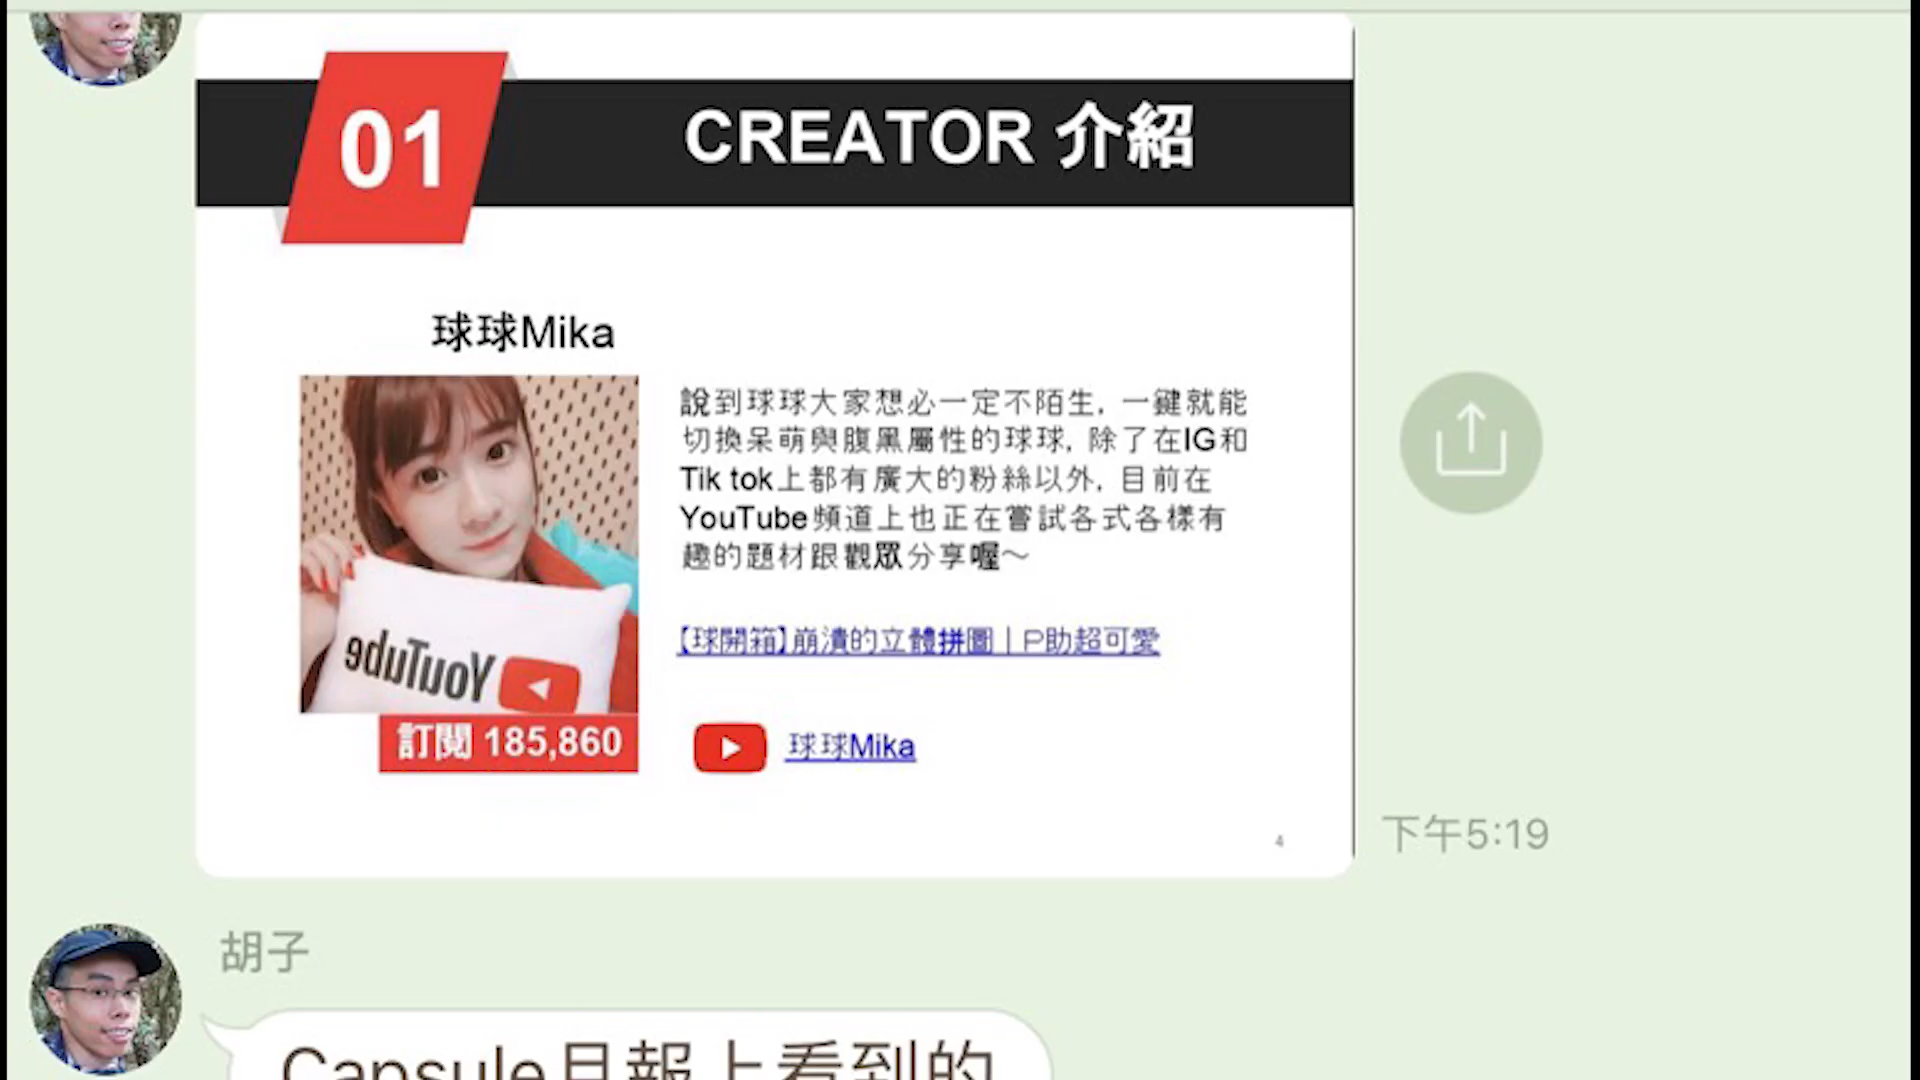 01
CREATOR 介紹
球球Mika
說到球球大家想必一定不陌生，一鍵就能
切換呆萌與腹黑屬性的球球，除了在IG和
Tik tok上都有廣大的粉絲以外，目前在
YouTube頻道上也正在嘗試各式各樣有
趣的題材跟觀眾分享喔～
YouTube
訂閱 185,860
【球開箱】崩潰的立體拼圖｜P助超可愛
球球Mika
4
下午5:19
胡子
Capsule月報上看到的